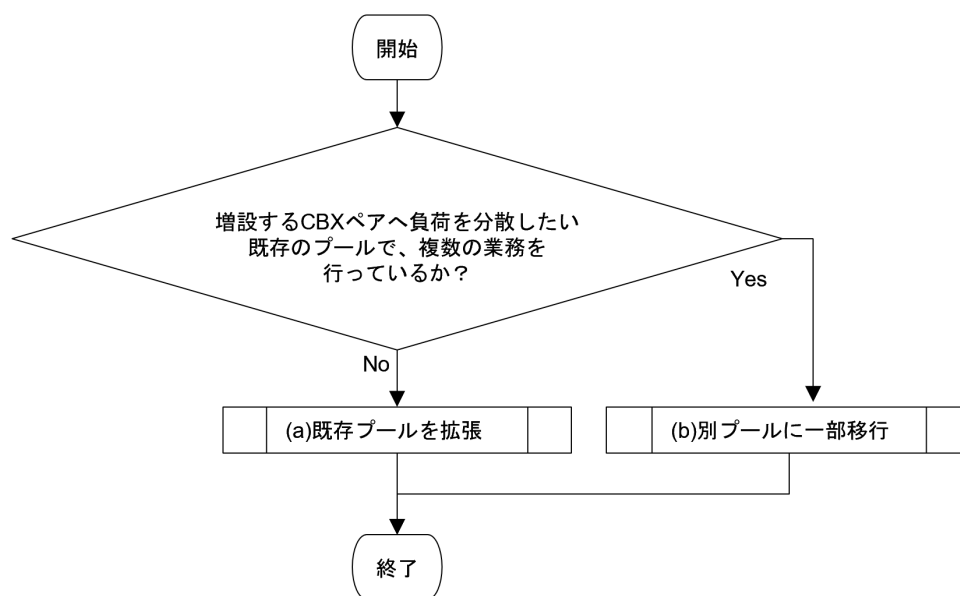 開始
増設するCBXペアへ負荷を分散したい
既存のプールで、複数の業務を
行っているか？
Yes
No
(a)既存プールを拡張
(b)別プールに一部移行
終了